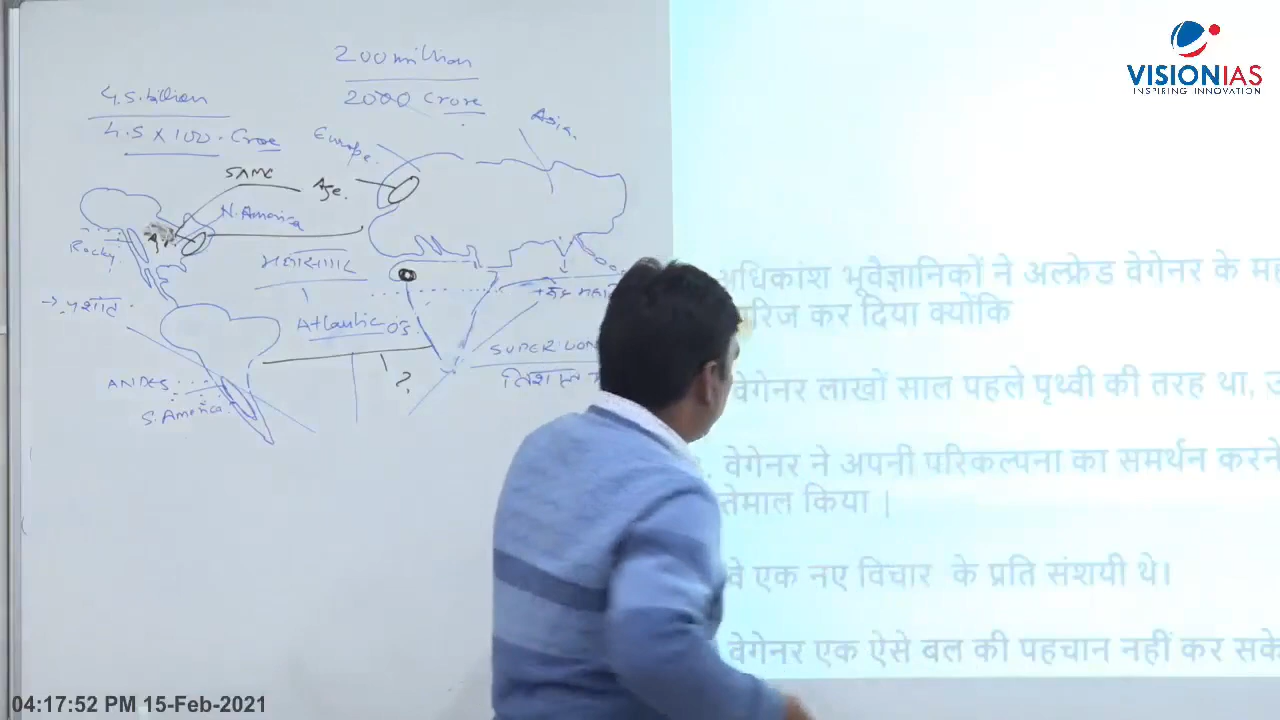 VISIONIAS
INSPIRING INNOVATION
200 million
2000 Crore
4.5 billion
4.5 X 100 . Crore
Europe
Asia
SAME
Age
N. America
Rocky
महासागर
Atlantic
प्रशांत
SUPER CON
ANDES
S. America
?
अधिकांश भूवैज्ञानिकों ने अल्फ्रेड वेगेनर के
कर दिया क्योंकि
वेगेनर लाखों साल पहले पृथ्वी की तरह था,
वेगेनर ने अपनी परिकल्पना का समर्थन करने
तेमाल किया |
वे एक नए विचार के प्रति संशयी थे।
वेगेनर एक ऐसे बल की पहचान नहीं कर सके
04:17:52 PM 15-Feb-2021